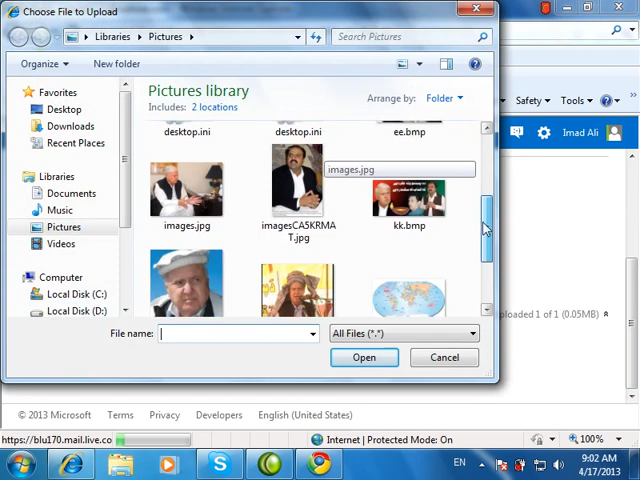 Choose File to Upload
Libraries
Pictures
Search Pictures
Organize
New folder
Favorites
Desktop
Downloads
Recent Places
Libraries
Documents
Music
Pictures
Videos
Computer
Local Disk (C:)
Local Disk (D:)
Pictures library
Includes: 2 locations
Arrange by: Folder
desktop.ini
desktop.ini
ee.bmp
images.jpg
images.jpg
imagesCA5KRMA
T.jpg
kk.bmp
File name:
All Files (*.*)
Open
Cancel
Safety
Tools
Imad Ali
ploaded 1 of 1 (0.05MB)
© 2013 Microsoft Terms Privacy Developers English (United States)
https://blu170.mail.live.co
Internet | Protected Mode: On
100%
EN
9:02 AM
4/17/2013